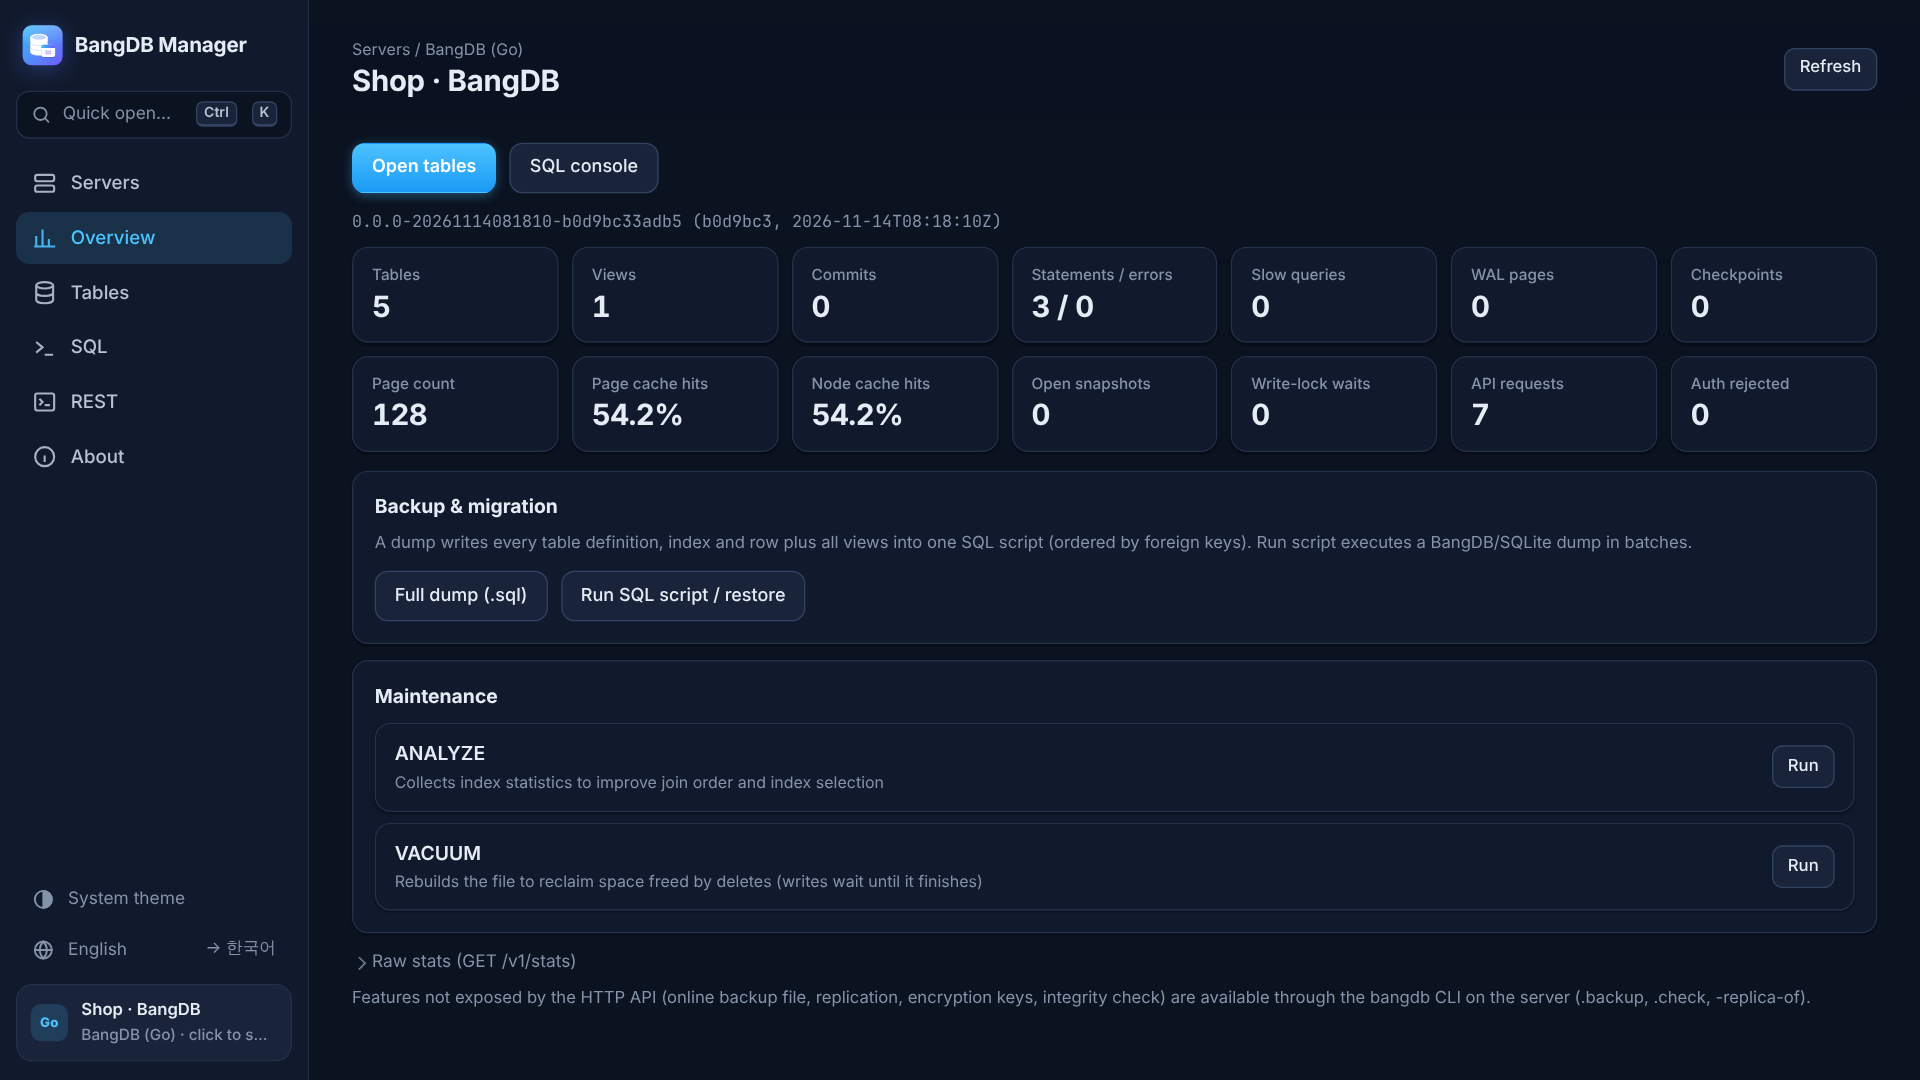 BangDB Manager
Quick open... Ctrl K
Servers
Overview
Tables
SQL
REST
About
System theme
English → 한국어
Go
Shop · BangDB
BangDB (Go) · click to s...
Servers / BangDB (Go)
Shop · BangDB
Refresh
Open tables SQL console
0.0.0-20261114081810-b0d9bc33adb5 (b0d9bc3, 2026-11-14T08:18:10Z)
Tables Views Commits Statements / errors Slow queries WAL pages Checkpoints
5 1 0 3 / 0 0 0 0
Page count Page cache hits Node cache hits Open snapshots Write-lock waits API requests Auth rejected
128 54.2% 54.2% 0 0 7 0
Backup & migration
A dump writes every table definition, index and row plus all views into one SQL script (ordered by foreign keys). Run script executes a BangDB/SQLite dump in batches.
Full dump (.sql) Run SQL script / restore
Maintenance
ANALYZE
Collects index statistics to improve join order and index selection
Run
VACUUM
Rebuilds the file to reclaim space freed by deletes (writes wait until it finishes)
Run
Raw stats (GET /v1/stats)
Features not exposed by the HTTP API (online backup file, replication, encryption keys, integrity check) are available through the bangdb CLI on the server (.backup, .check, -replica-of).